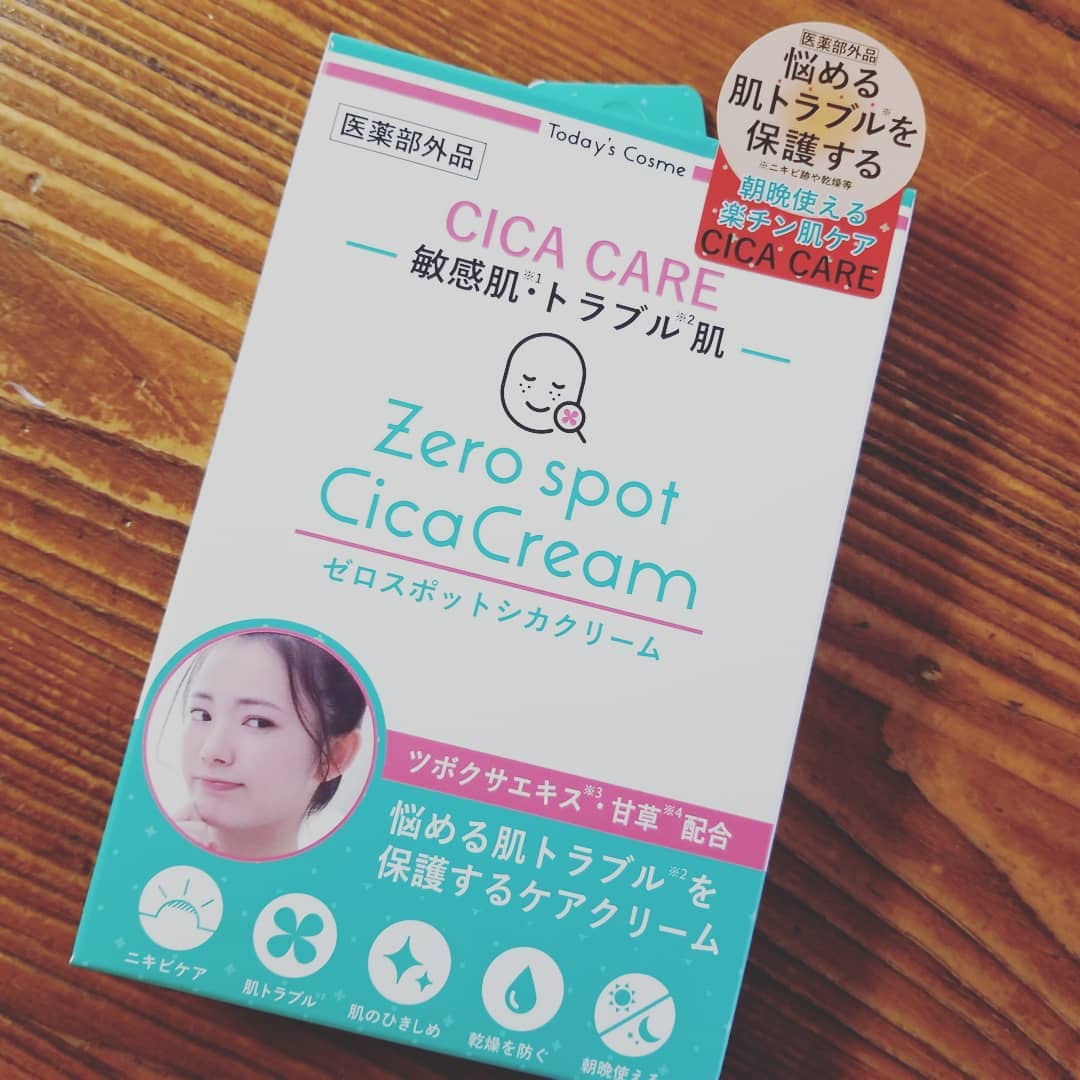 医薬部外品
悩める
肌トラブル※を
保護する
※ニキビ跡や乾燥等
朝晩使える
楽チン肌ケア
CICA CARE
Today's Cosme
医薬部外品
CICA CARE
敏感肌※1・トラブル※2肌
Zero spot
CicaCream
ゼロスポットシカクリーム
ツボクサエキス※3・甘草※4配合
悩める肌トラブル※2を
保護するケアクリーム
ニキビケア
肌トラブル
肌のひきしめ
乾燥を防ぐ
朝晩使える